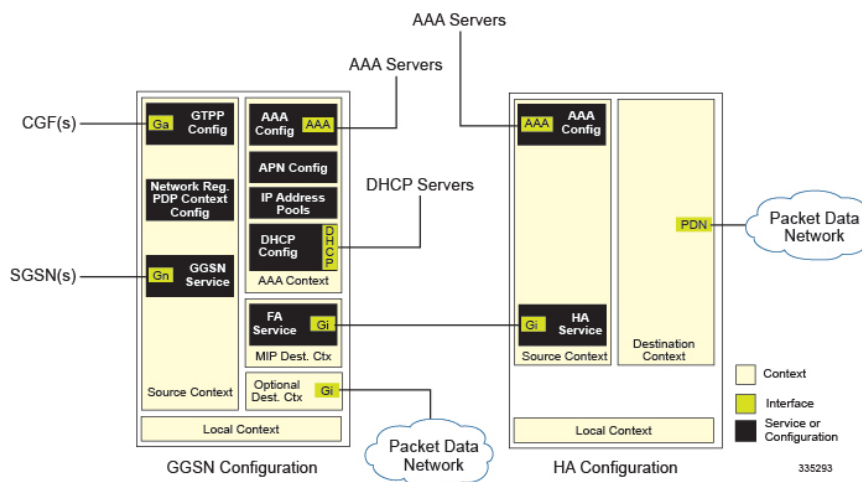 AAA Servers
AAA Servers
CGF(s)
Ga
GTPP
Config
Network Reg.
PDP Context
Config
SGSN(s)
Gn
GGSN
Service
Source Context
AAA
Config
AAA
APN Config
IP Address
Pools
DHCP
Config
DHCP
AAA Context
DHCP Servers
FA
Service
Gi
MIP Dest. Ctx
Optional
Dest. Ctx
Gi
Local Context
GGSN Configuration
Packet Data
Network
AAA
AAA
Config
Gi
HA
Service
Source Context
PDN
Destination
Context
Local Context
HA Configuration
Packet Data
Network
Context
Interface
Service or
Configuration
335293